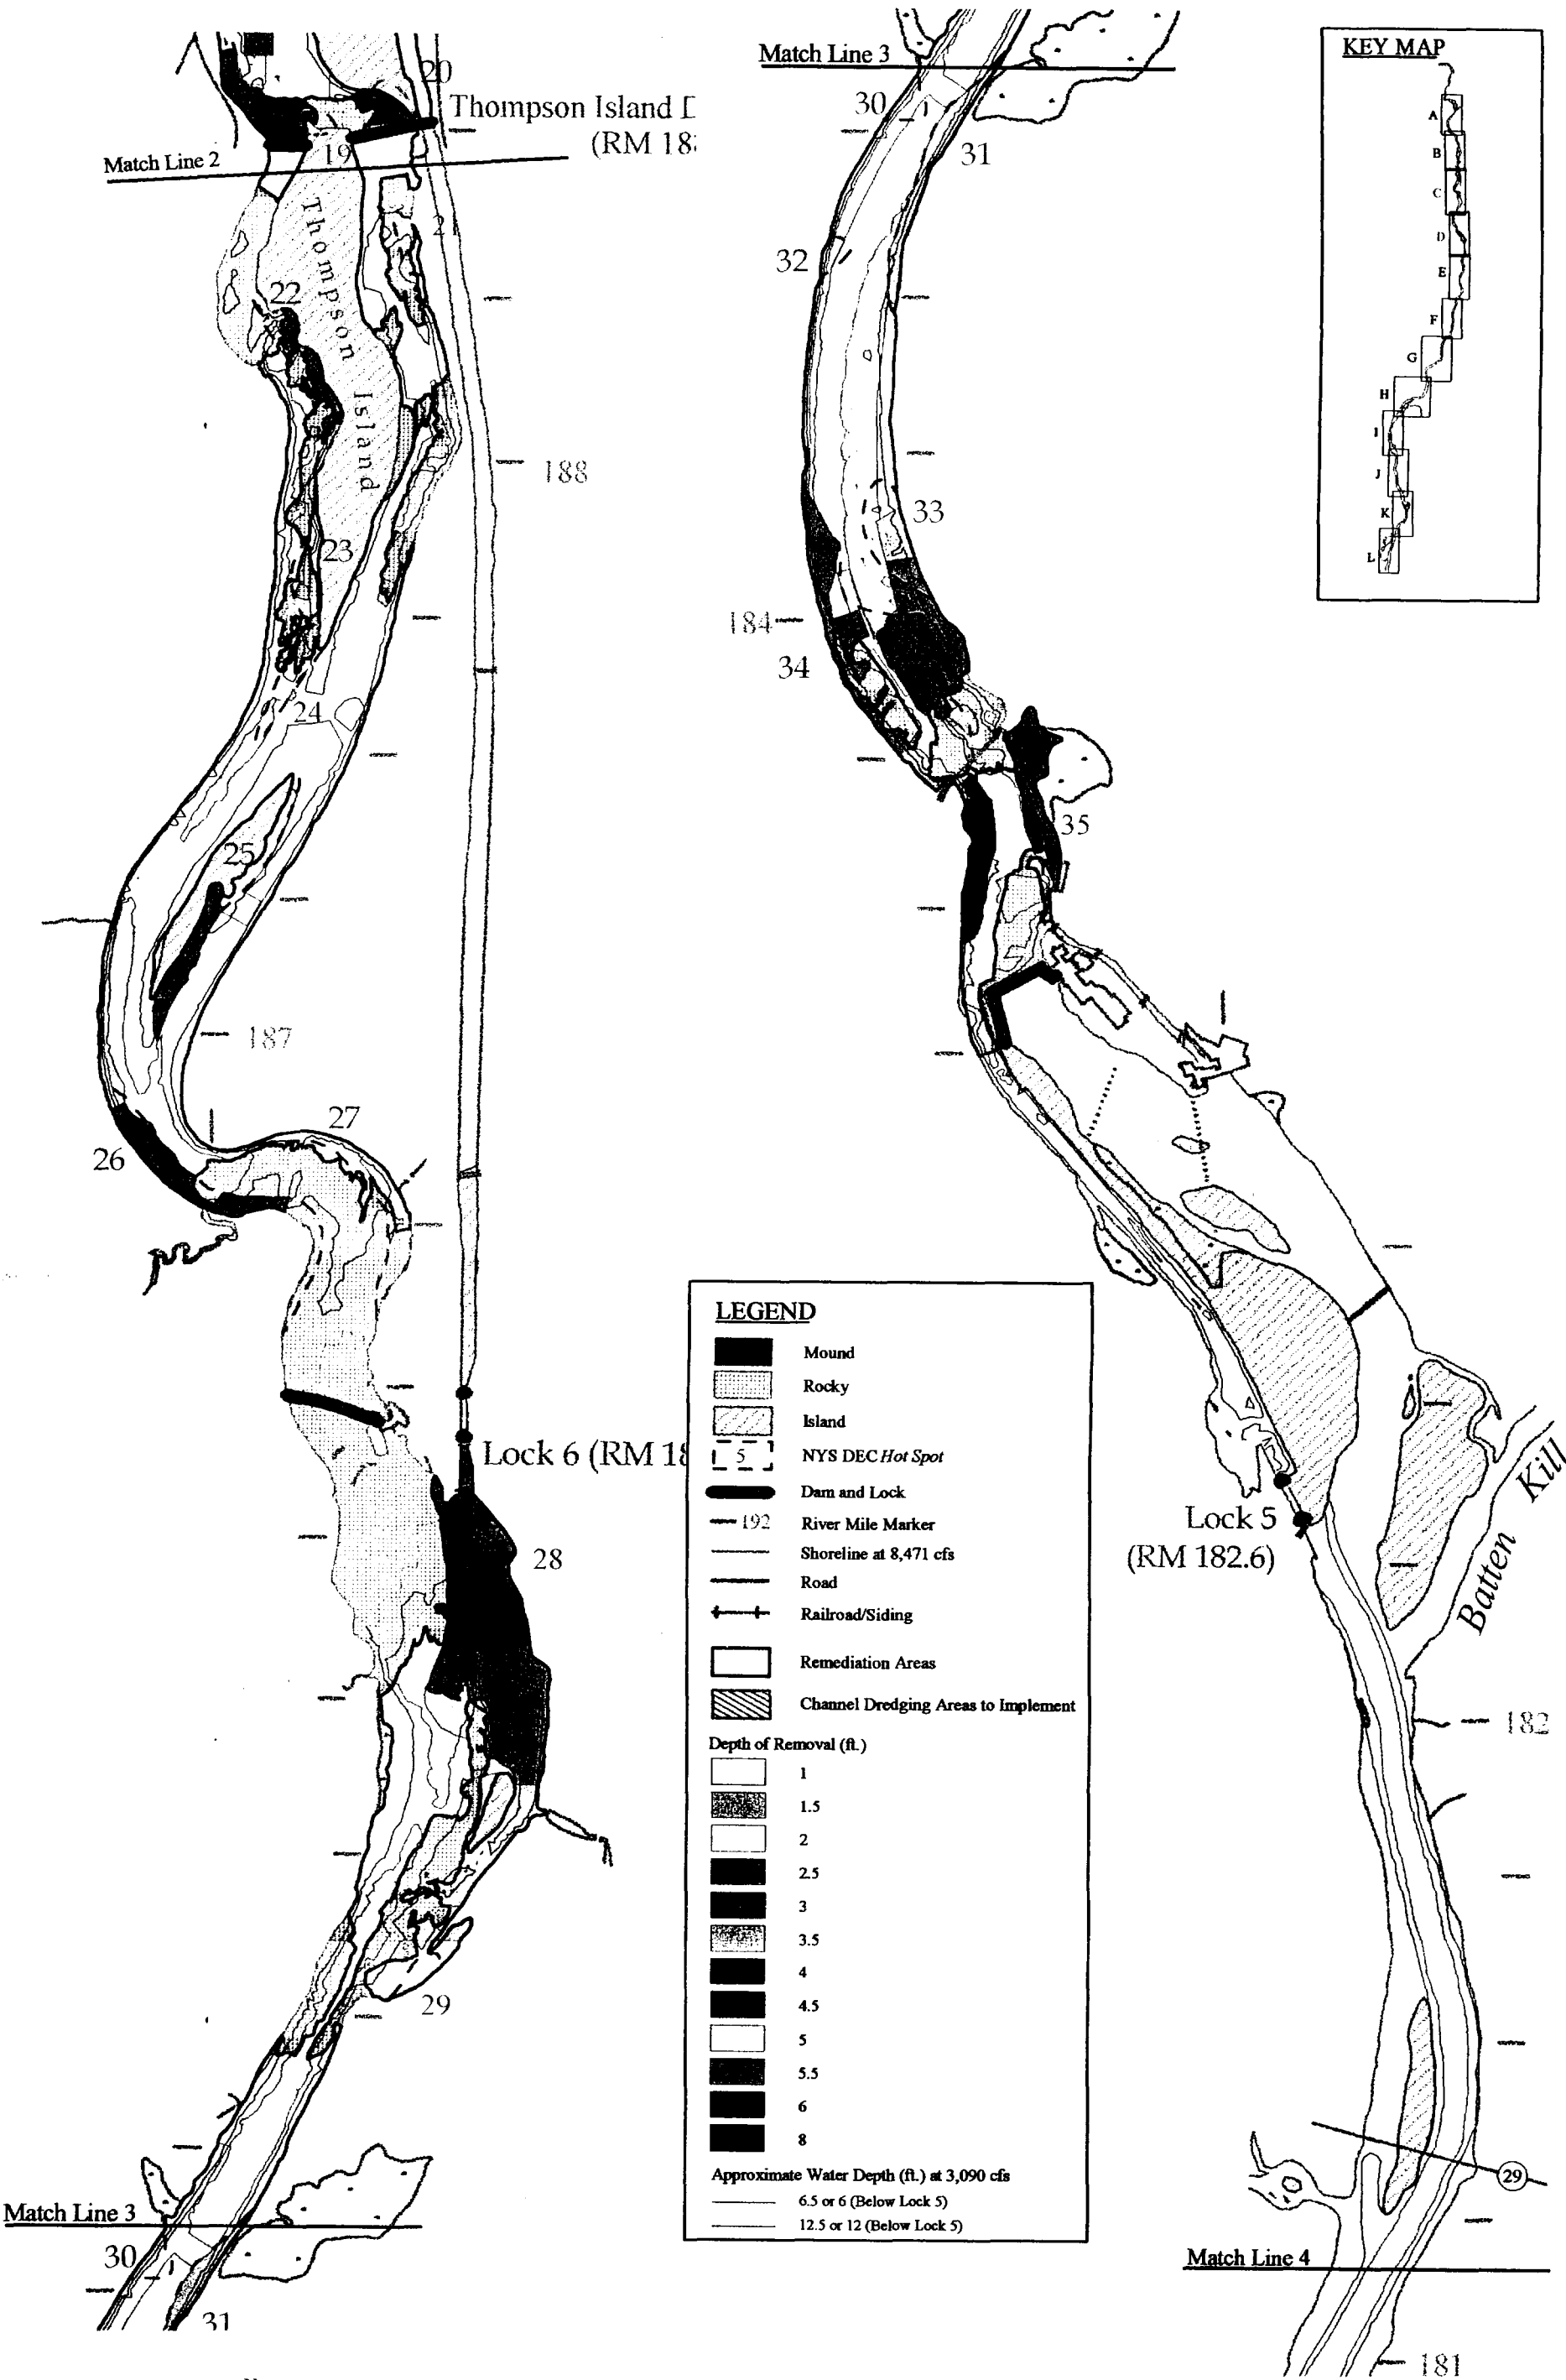 20
Thompson Island
(RM 18
19
Match Line 2
Thompson Island
21
22
188
23
24
25
187
27
26
Lock 6 (RM 18
28
29
Match Line 3
30
31
Match Line 3
30
31
32
33
184
34
35
Lock 5
(RM 182.6)
Batten Kill
182
29
Match Line 4
181
KEY MAP
A
B
C
D
E
F
G
H
I
J
K
L
LEGEND
Mound
Rocky
Island
5 NYS DEC Hot Spot
Dam and Lock
192 River Mile Marker
Shoreline at 8,471 cfs
Road
Railroad/Siding
Remediation Areas
Channel Dredging Areas to Implement
Depth of Removal (ft.)
1
1.5
2
2.5
3
3.5
4
4.5
5
5.5
6
8
Approximate Water Depth (ft.) at 3,090 cfs
6.5 or 6 (Below Lock 5)
12.5 or 12 (Below Lock 5)